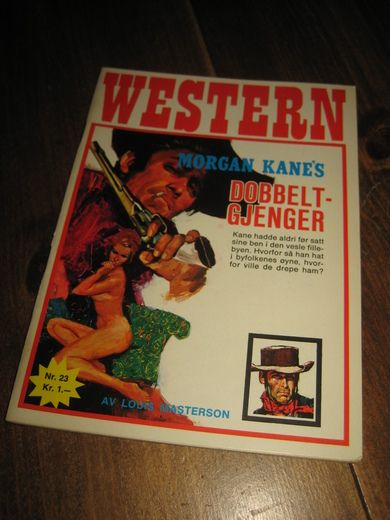 WESTERN
MORGAN KANE'S
DOBBELT-
GJENGER
Kane hadde aldri før satt
sine ben i den vesle fille-
byen. Hvorfor så han hat
i byfolkenes øyne, hvor-
for ville de drepe ham?
Nr. 23
Kr. 1.—
AV LOUIS MASTERSON